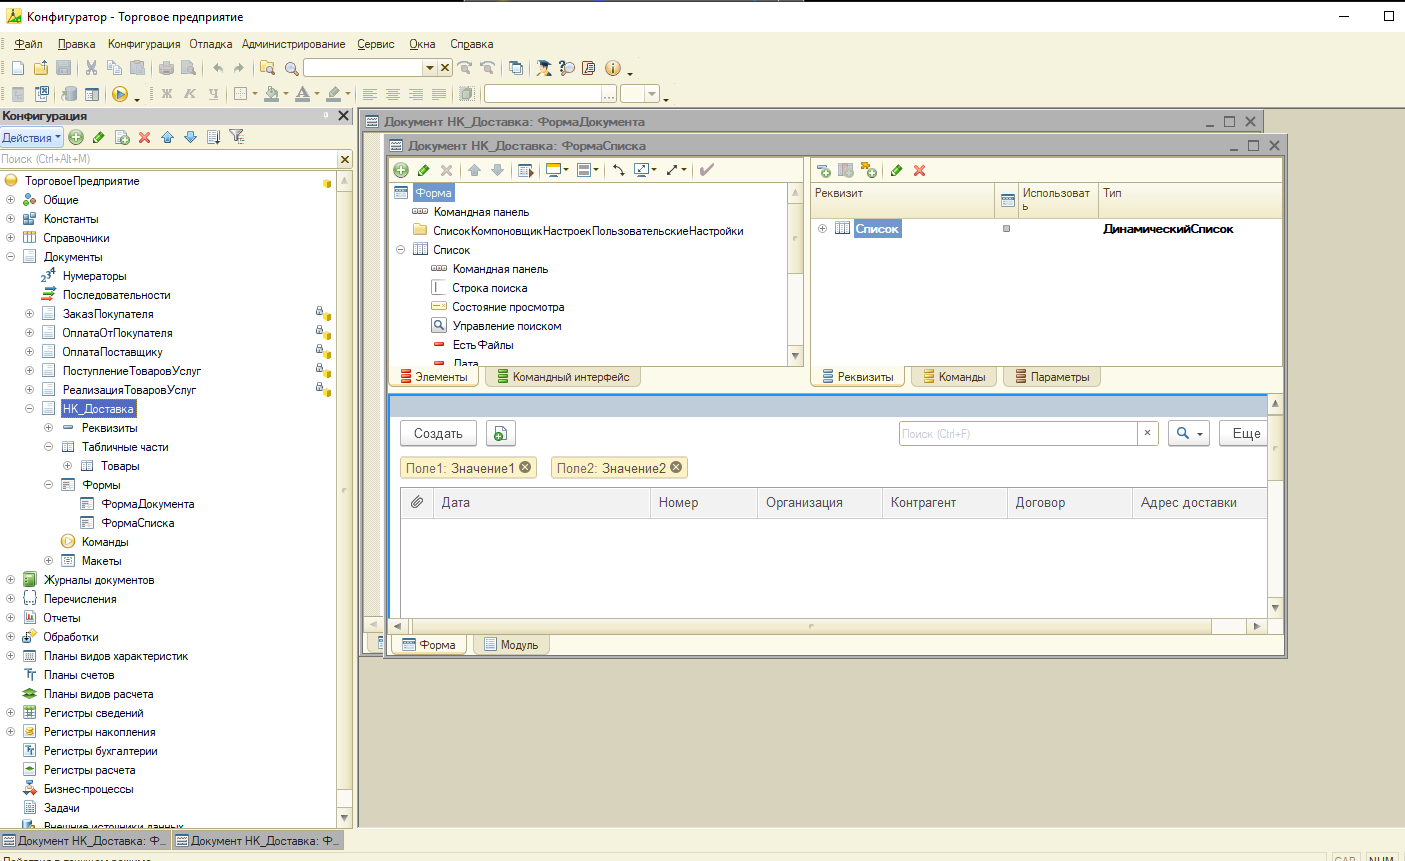 Конфигуратор - Торговое предприятие
Файл Правка Конфигурация Отладка Администрирование Сервис Окна Справка
Ж К Ч
Конфигурация
Действия
Поиск (Ctrl+Alt+M)
ТорговоеПредприятие
Общие
Константы
Справочники
Документы
Нумераторы
Последовательности
ЗаказПокупателя
ОплатаОтПокупателя
ОплатаПоставщику
ПоступлениеТоваровУслуг
РеализацияТоваровУслуг
НК_Доставка
Реквизиты
Табличные части
Товары
Формы
ФормаДокумента
ФормаСписка
Команды
Макеты
Журналы документов
Перечисления
Отчеты
Обработки
Планы видов характеристик
Планы счетов
Планы видов расчета
Регистры сведений
Регистры накопления
Регистры бухгалтерии
Регистры расчета
Бизнес-процессы
Задачи
Внешние источники данных
Документ НК_Доставка: ФормаДокумента
Документ НК_Доставка: ФормаСписка
Форма
Командная панель
СписокКомпоновщикНастроекПользовательскиеНастройки
Список
Командная панель
Строка поиска
Состояние просмотра
Управление поиском
ЕстьФайлы
Дата
Элементы Командный интерфейс
Реквизит Использовать Тип
Список ДинамическийСписок
Реквизиты Команды Параметры
Создать Поиск (Ctrl+F) Еще
Поле1: Значение1 Поле2: Значение2
Дата Номер Организация Контрагент Договор Адрес доставки
Форма Модуль
Документ НК_Доставка: Ф... Документ НК_Доставка: Ф...
Действия в текущем режиме
CAP NUM